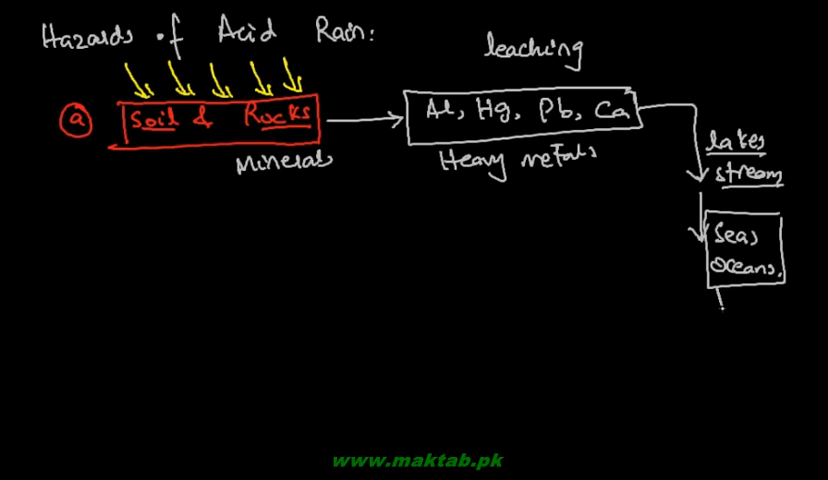 Hazards of Acid Rain:
leaching
a Soil & Rocks
Al, Hg, Pb, Ca
Minerals
Heavy metals
lakes
stream
Seas
Oceans.
www.maktab.pk